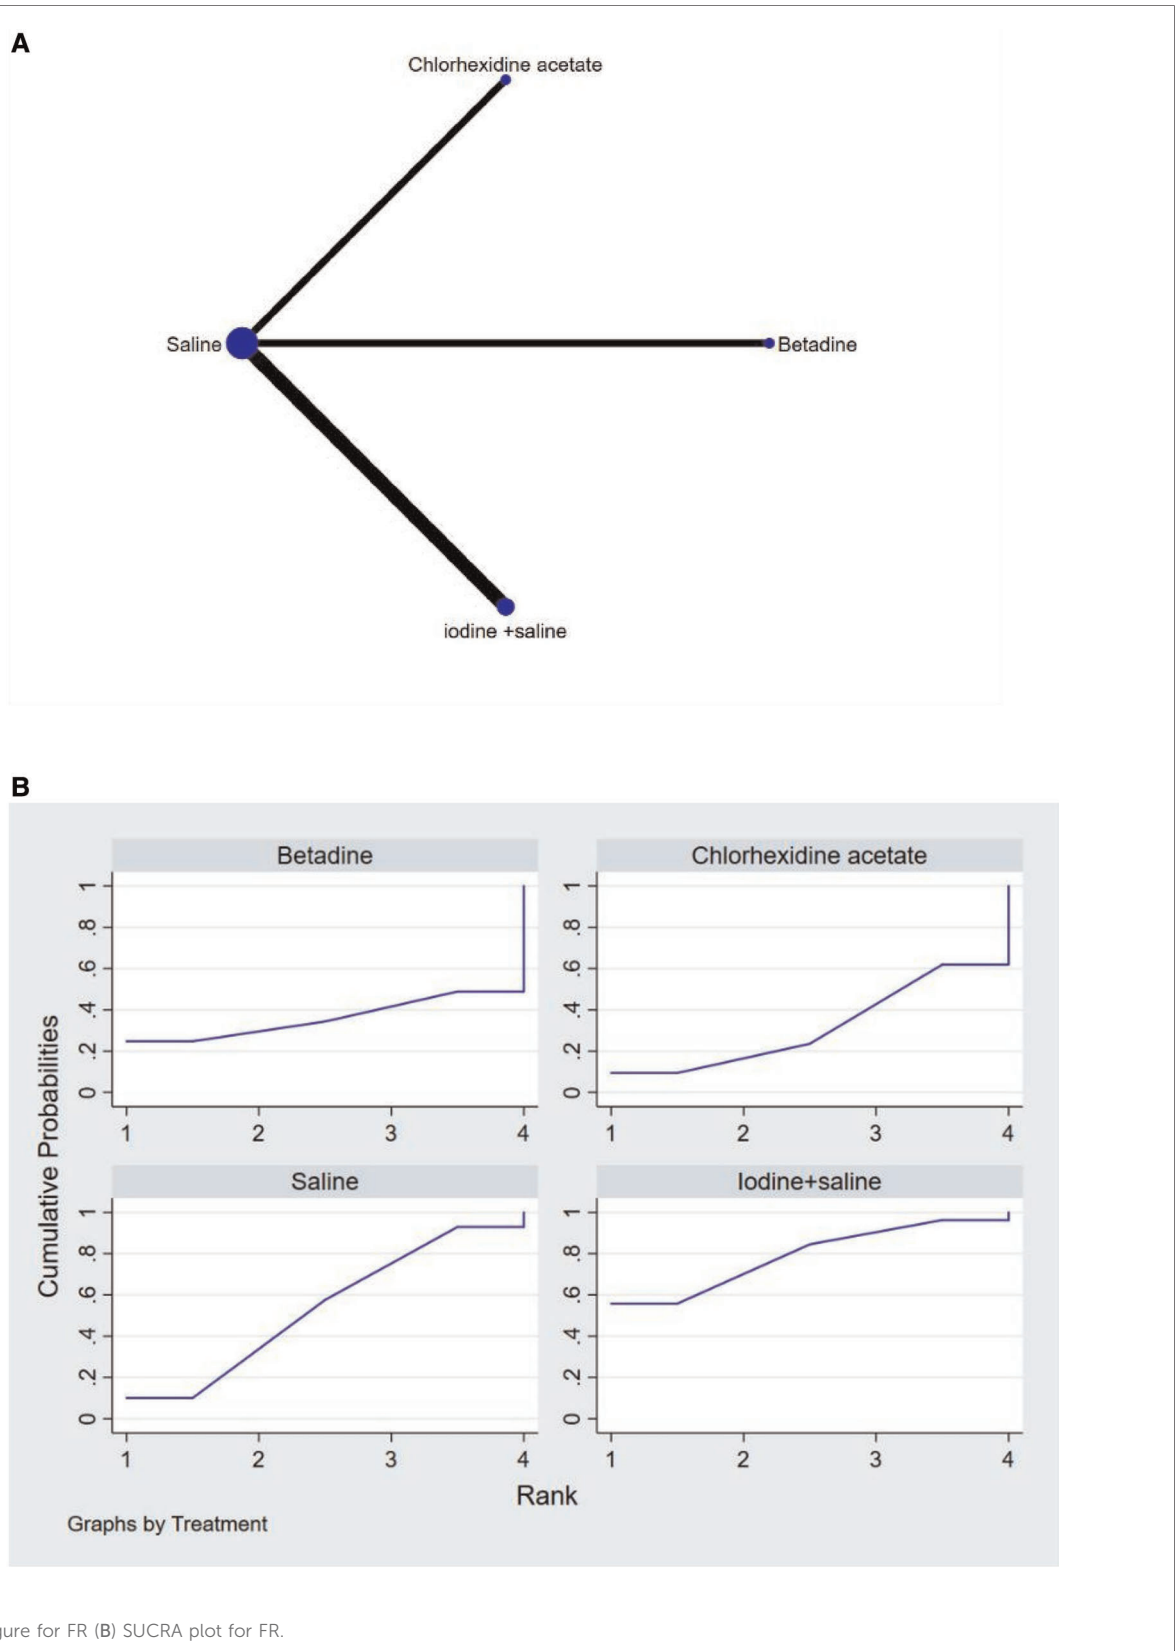 A
Chlorhexidine acetate
Saline
Betadine
iodine +saline
B
Betadine
Chlorhexidine acetate
Cumulative Probabilities
1
.8
.6
.4
.2
0
1 2 3 4
1
.8
.6
.4
.2
0
1 2 3 4
Saline
Iodine+saline
1
.8
.6
.4
.2
0
1 2 3 4
1
.8
.6
.4
.2
0
1 2 3 4
Rank
Graphs by Treatment
for FR (B) SUCRA plot for FR.